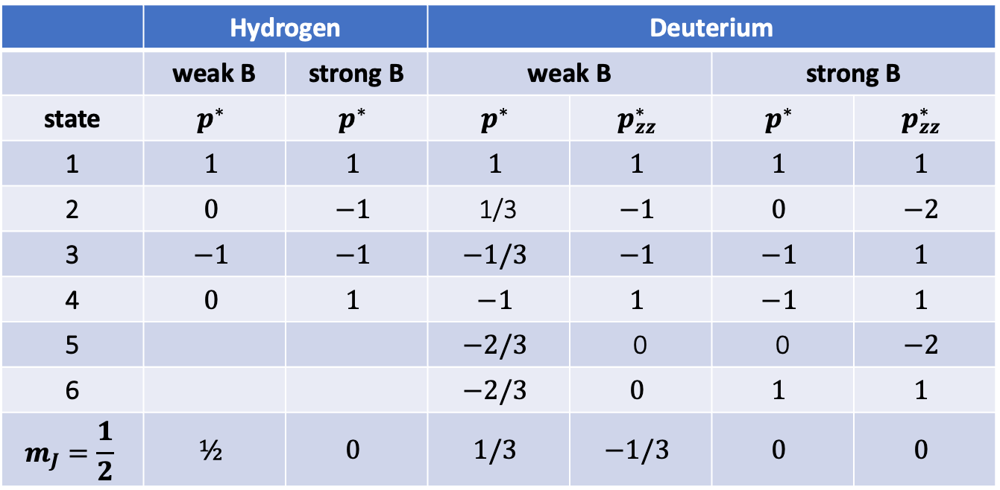 Hydrogen Deuterium
weak B strong B weak B strong B
state p* p* p* p*zz p* p*zz
1 1 1 1 1 1 1
2 0 −1 1/3 −1 0 −2
3 −1 −1 −1/3 −1 −1 1
4 0 1 −1 1 −1 1
5 −2/3 0 0 −2
6 −2/3 0 1 1
mJ = 1/2 ½ 0 1/3 −1/3 0 0